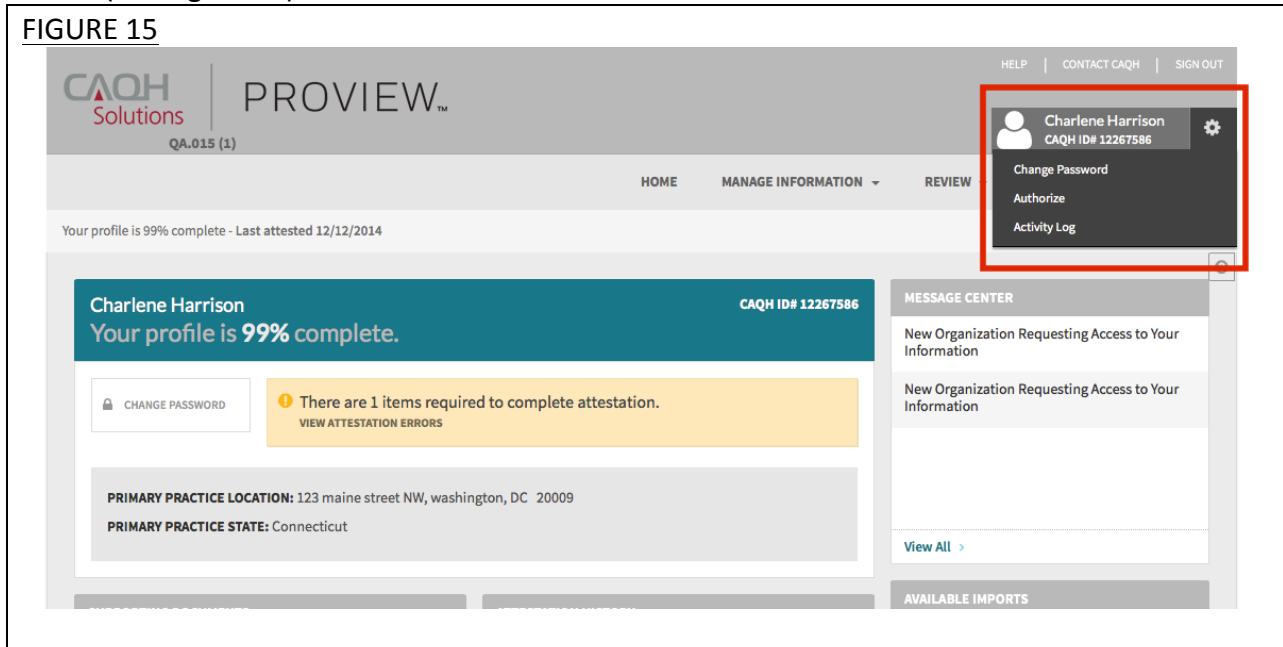 FIGURE 15
HELP | CONTACT CAQH | SIGN OUT
CAQH
Solutions
PROVIEW™
QA.015 (1)
Charlene Harrison
CAQH ID# 12267586
Change Password
Authorize
Activity Log
HOME MANAGE INFORMATION REVIEW
Your profile is 99% complete - Last attested 12/12/2014
Charlene Harrison
CAQH ID# 12267586
Your profile is 99% complete.
CHANGE PASSWORD
There are 1 items required to complete attestation.
VIEW ATTESTATION ERRORS
PRIMARY PRACTICE LOCATION: 123 maine street NW, washington, DC 20009
PRIMARY PRACTICE STATE: Connecticut
MESSAGE CENTER
New Organization Requesting Access to Your
Information
New Organization Requesting Access to Your
Information
View All >
AVAILABLE IMPORTS